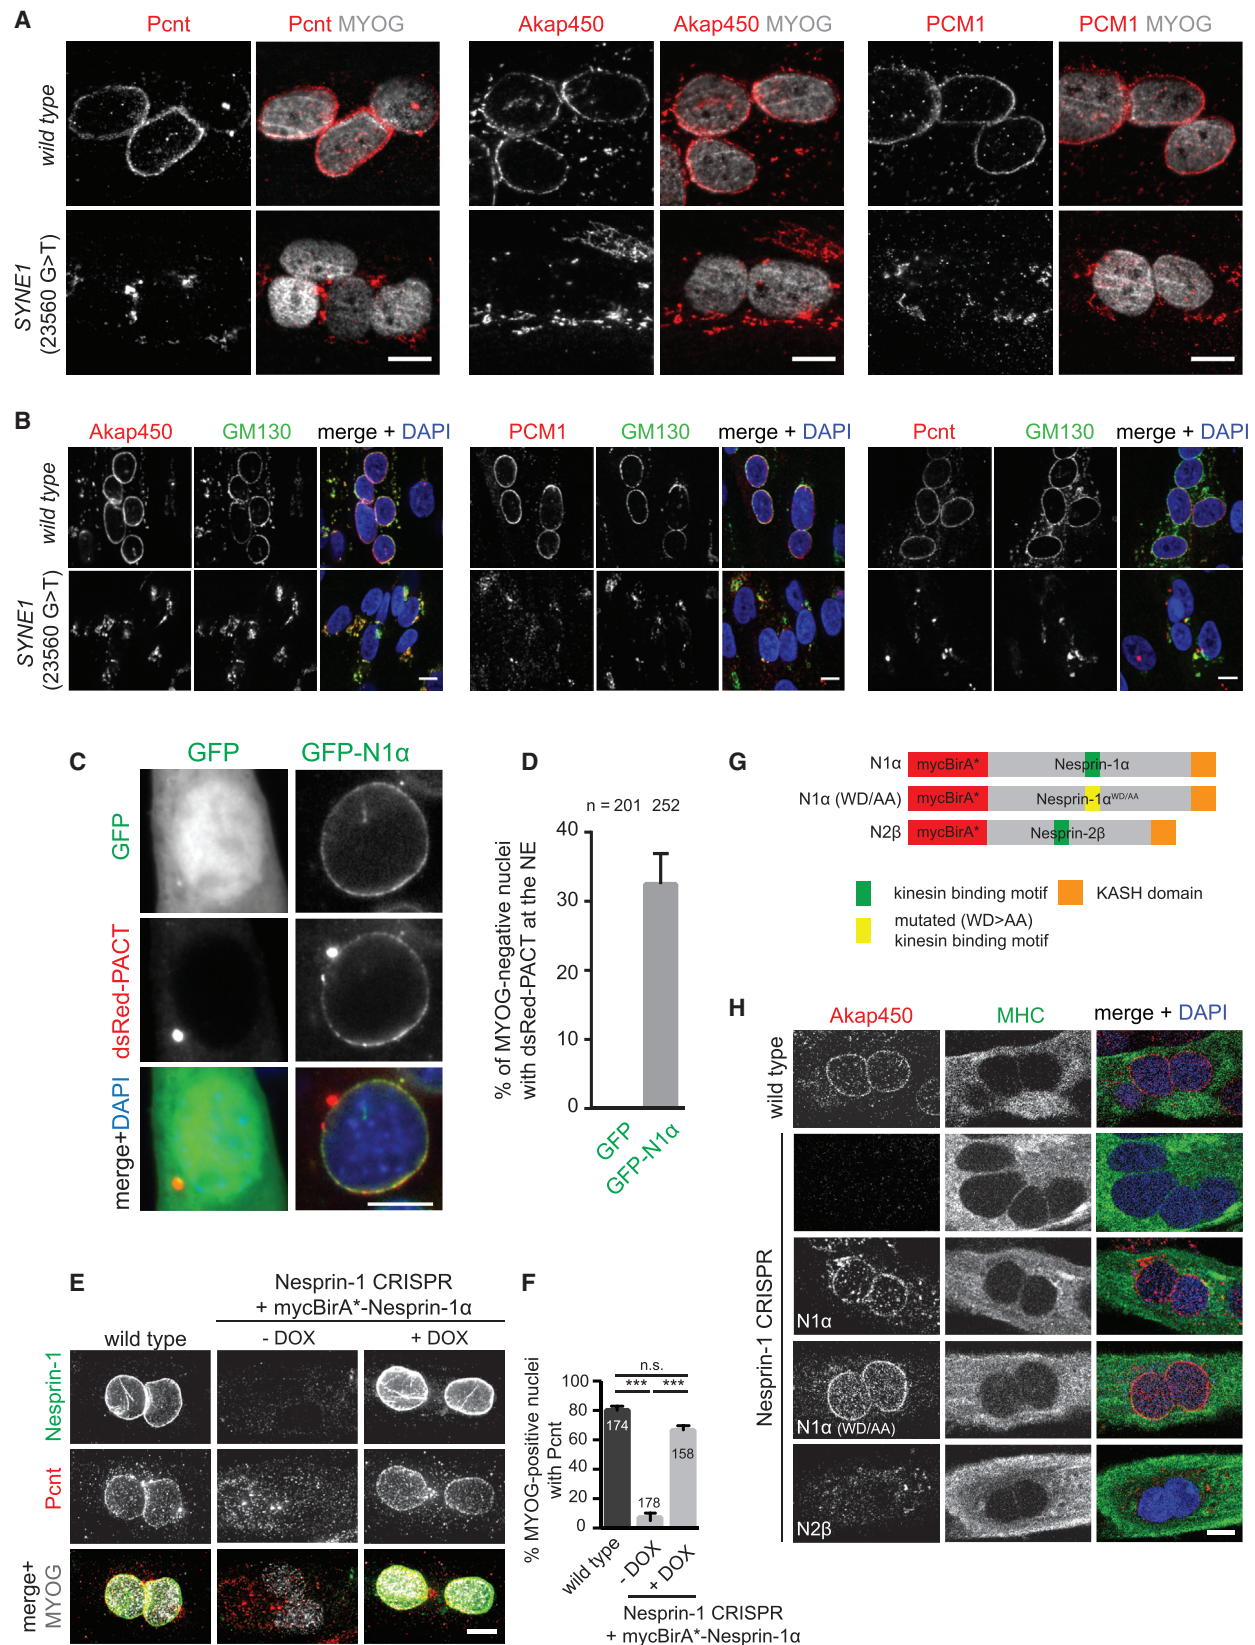 A
Pcnt
Pcnt MYOG
Akap450
Akap450 MYOG
PCM1
PCM1 MYOG
wild type
SYNE1
(23560 G>T)
B
Akap450
GM130
merge + DAPI
PCM1
GM130
merge + DAPI
Pcnt
GM130
merge + DAPI
wild type
SYNE1
(23560 G>T)
C
GFP
GFP-N1α
GFP
dsRed-PACT
merge+DAPI
D
n = 201 252
% of MYOG-negative nuclei
with dsRed-PACT at the NE
40
30
20
10
0
GFP
GFP-N1α
G
N1α
mycBirA*
Nesprin-1α
N1α (WD/AA)
mycBirA*
Nesprin-1α^WD/AA
N2β
mycBirA*
Nesprin-2β
kinesin binding motif
KASH domain
mutated (WD>AA)
kinesin binding motif
H
Akap450
MHC
merge + DAPI
wild type
Nesprin-1 CRISPR
N1α
N1α (WD/AA)
N2β
E
Nesprin-1 CRISPR
+ mycBirA*-Nesprin-1α
wild type
- DOX
+ DOX
Nesprin-1
Pcnt
merge+
MYOG
F
% MYOG-positive nuclei
with Pcnt
n.s.
*** ***
100
80
60
40
20
0
174
178
158
wild type
- DOX
+ DOX
Nesprin-1 CRISPR
+ mycBirA*-Nesprin-1α